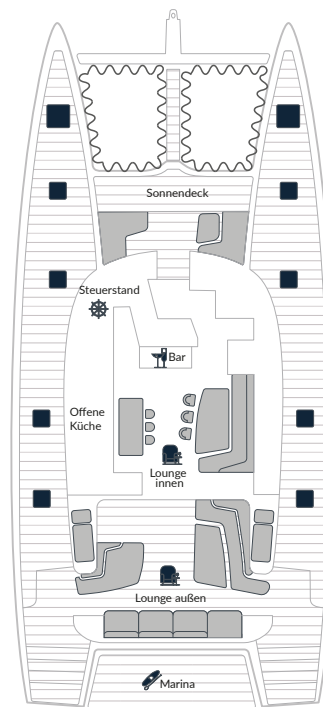 Sonnendeck
Steuerstand
Bar
Offene
Küche
Lounge
innen
Lounge außen
Marina